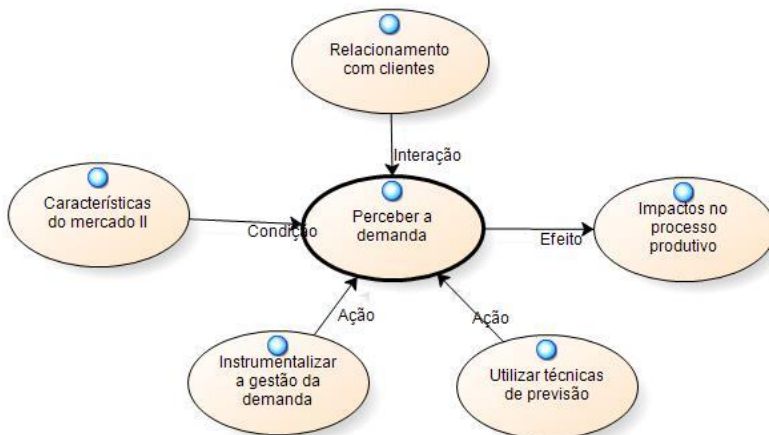 Relacionamento
com clientes
Interação
Características
do mercado II
Condição
Perceber a
demanda
Efeito
Impactos no
processo
produtivo
Ação
Ação
Instrumentalizar
a gestão da
demanda
Utilizar técnicas
de previsão